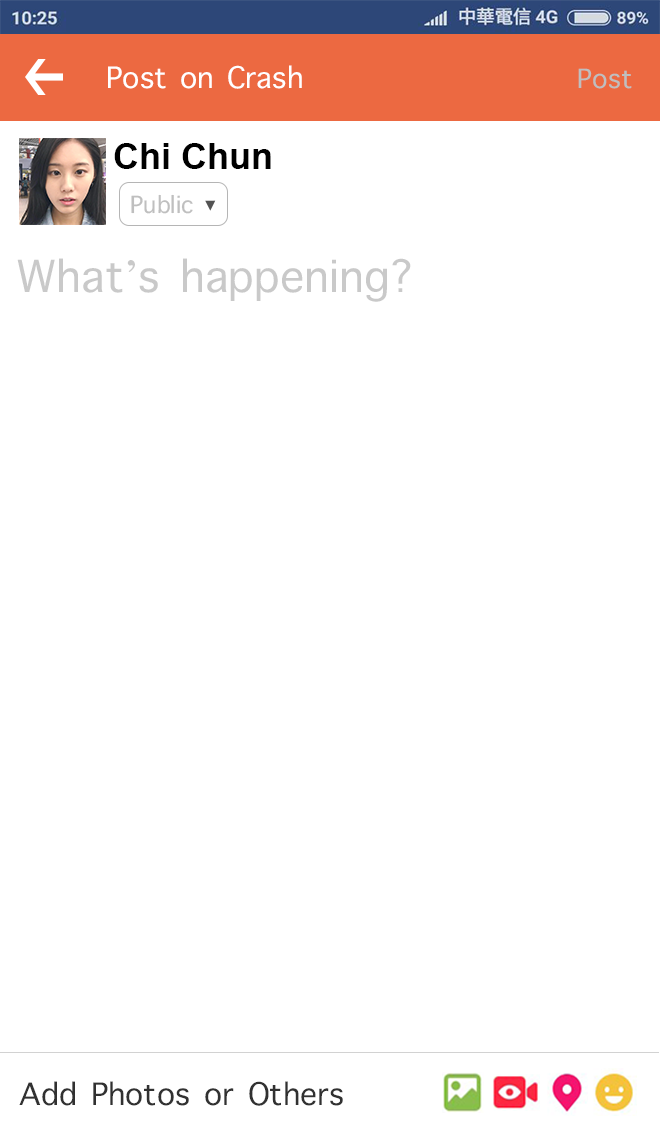 10:25 中華電信 4G 89%
Post on Crash Post
Chi Chun
Public ▼
What’s happening?
Add Photos or Others